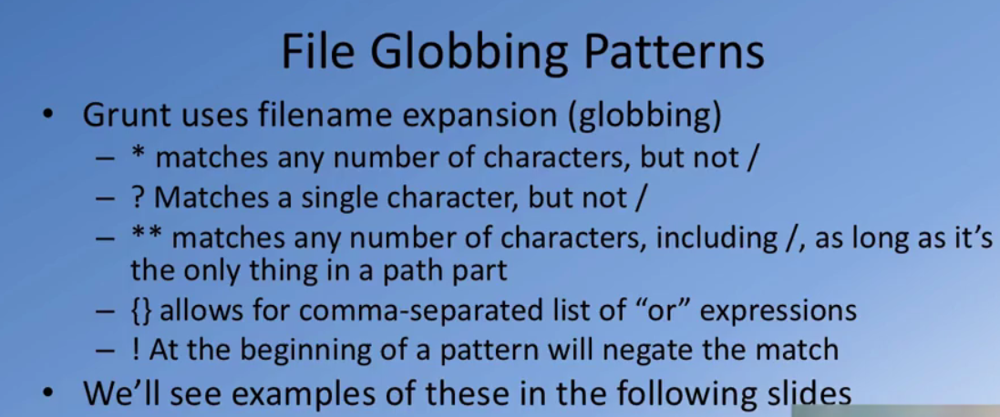 File Globbing Patterns
• Grunt uses filename expansion (globbing)
– * matches any number of characters, but not /
– ? Matches a single character, but not /
– ** matches any number of characters, including /, as long as it’s
the only thing in a path part
– {} allows for comma-separated list of “or” expressions
– ! At the beginning of a pattern will negate the match
• We’ll see examples of these in the following slides